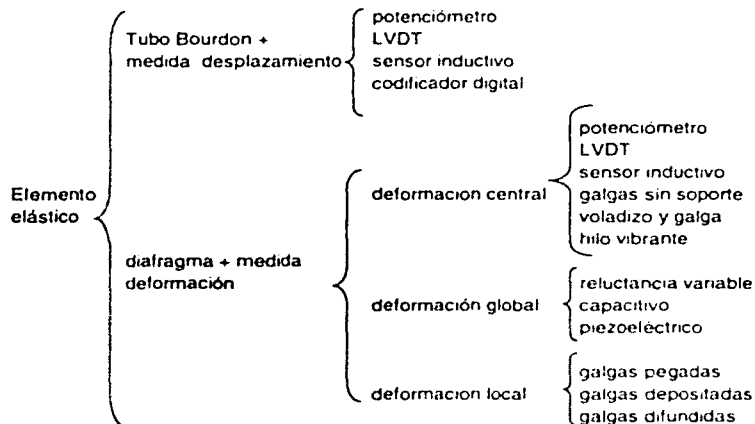 Elemento
elástico
Tubo Bourdon +
medida desplazamiento
potenciómetro
LVDT
sensor inductivo
codificador digital
diafragma + medida
deformación
deformacion central
potenciómetro
LVDT
sensor inductivo
galgas sin soporte
voladizo y galga
hilo vibrante
deformación global
reluctancia variable
capacitivo
piezoeléctrico
deformacion local
galgas pegadas
galgas depositadas
galgas difundidas